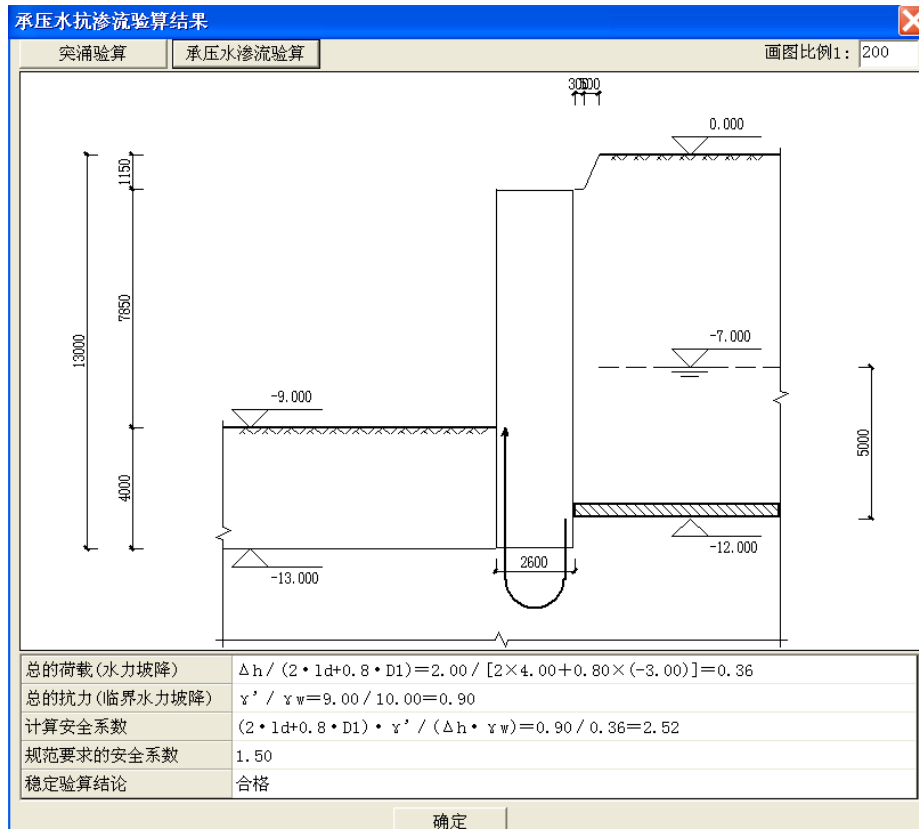 承压水抗渗流验算结果
突涌验算 承压水渗流验算 画图比例1: 200
0.000
1150
7850
13000
-7.000
-9.000
5000
4000
-12.000
2600
-13.000
总的荷载(水力坡降) Δh/(2•ld+0.8•D1)=2.00/[2×4.00+0.80×(-3.00)]=0.36
总的抗力(临界水力坡降) γ'/γw=9.00/10.00=0.90
计算安全系数 (2•ld+0.8•D1)•γ'/(Δh•γw)=0.90/0.36=2.52
规范要求的安全系数 1.50
稳定验算结论 合格
确定